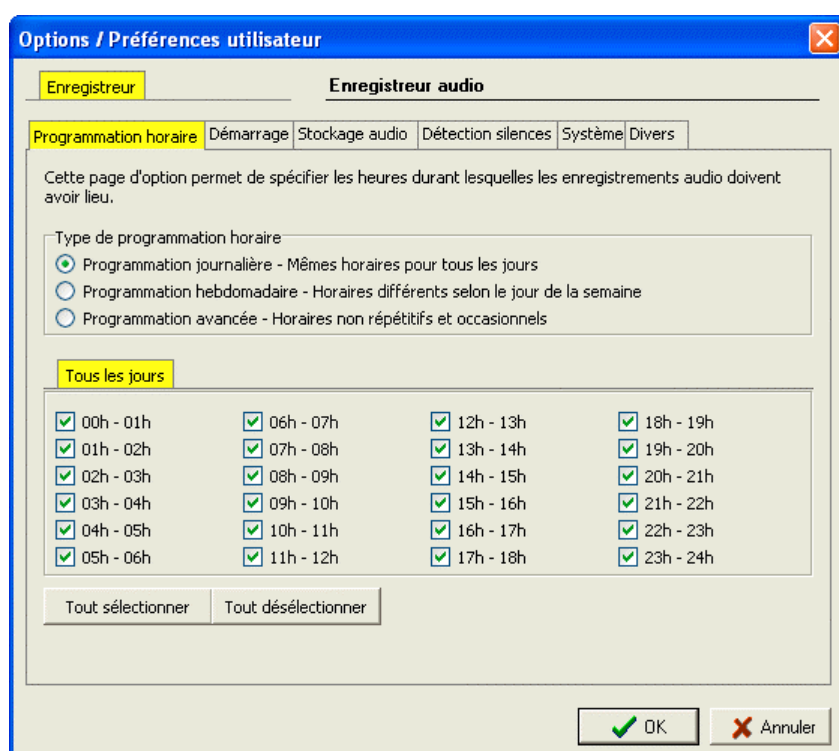 Options / Préférences utilisateur
Enregistreur
Enregistreur audio
Programmation horaire Démarrage Stockage audio Détection silences Système Divers
Cette page d'option permet de spécifier les heures durant lesquelles les enregistrements audio doivent
avoir lieu.
Type de programmation horaire
Programmation journalière - Mêmes horaires pour tous les jours
Programmation hebdomadaire - Horaires différents selon le jour de la semaine
Programmation avancée - Horaires non répétitifs et occasionnels
Tous les jours
00h - 01h 06h - 07h 12h - 13h 18h - 19h
01h - 02h 07h - 08h 13h - 14h 19h - 20h
02h - 03h 08h - 09h 14h - 15h 20h - 21h
03h - 04h 09h - 10h 15h - 16h 21h - 22h
04h - 05h 10h - 11h 16h - 17h 22h - 23h
05h - 06h 11h - 12h 17h - 18h 23h - 24h
Tout sélectionner Tout désélectionner
OK Annuler